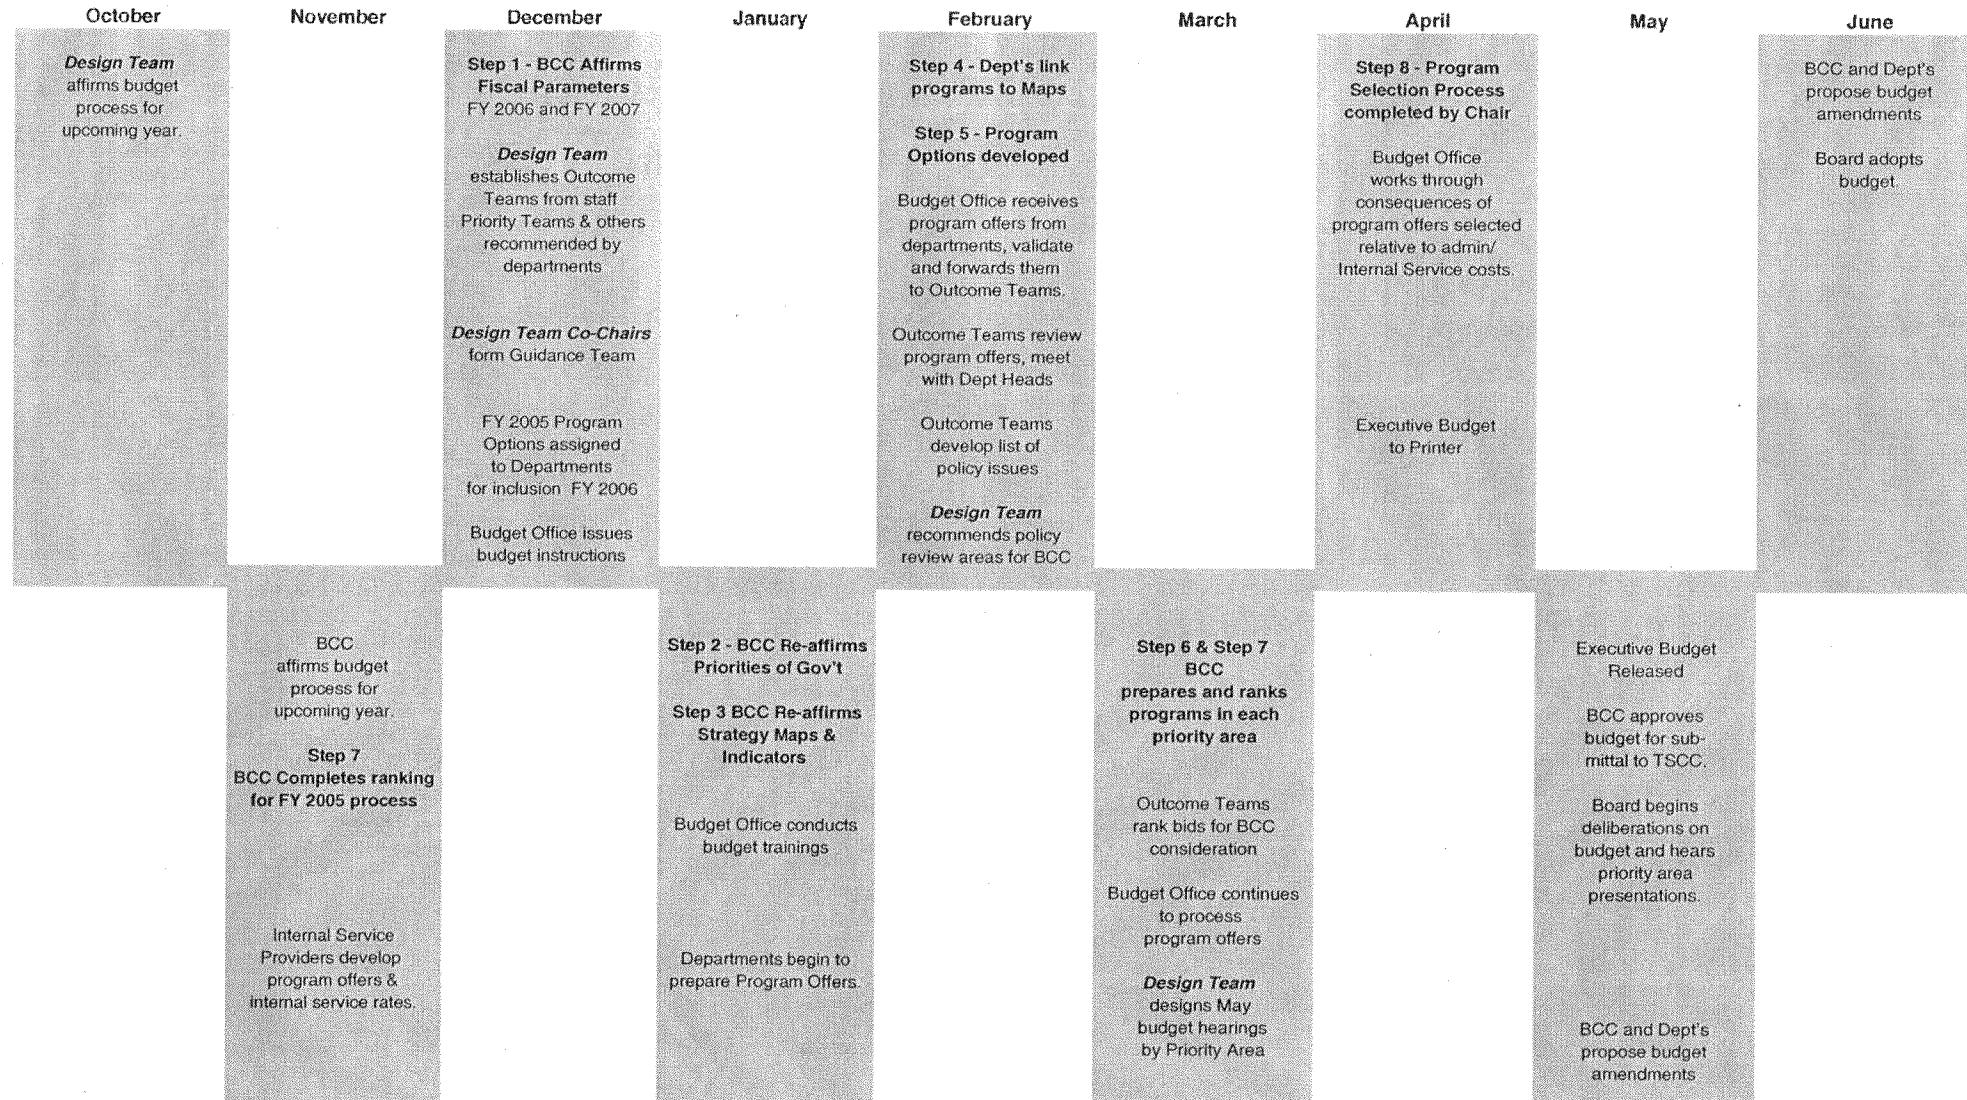 October
Design Team
affirms budget
process for
upcoming year.
November
BCC
affirms budget
process for
upcoming year.
Step 7
BCC Completes ranking
for FY 2005 process
Internal Service
Providers develop
program offers &
internal service rates.
December
Step 1 - BCC Affirms
Fiscal Parameters
FY 2006 and FY 2007
Design Team
establishes Outcome
Teams from staff
Priority Teams & others
recommended by
departments
Design Team Co-Chairs
form Guidance Team
FY 2005 Program
Options assigned
to Departments
for inclusion FY 2006
Budget Office issues
budget instructions
January
Step 2 - BCC Re-affirms
Priorities of Gov't
Step 3 BCC Re-affirms
Strategy Maps &
Indicators
Budget Office conducts
budget trainings
Departments begin to
prepare Program Offers.
February
Step 4 - Dept's link
programs to Maps
Step 5 - Program
Options developed
Budget Office receives
program offers from
departments, validate
and forwards them
to Outcome Teams.
Outcome Teams review
program offers, meet
with Dept Heads
Outcome Teams
develop list of
policy issues
Design Team
recommends policy
review areas for BCC
March
Step 6 & Step 7
BCC
prepares and ranks
programs in each
priority area
Outcome Teams
rank bids for BCC
consideration
Budget Office continues
to process
program offers
Design Team
designs May
budget hearings
by Priority Area
April
Step 8 - Program
Selection Process
completed by Chair
Budget Office
works through
consequences of
program offers selected
relative to admin/
Internal Service costs.
Executive Budget
to Printer
May
Executive Budget
Released
BCC approves
budget for sub-
mittal to TSCC.
Board begins
deliberations on
budget and hears
priority area
presentations.
BCC and Dept's
propose budget
amendments
June
BCC and Dept's
propose budget
amendments
Board adopts
budget